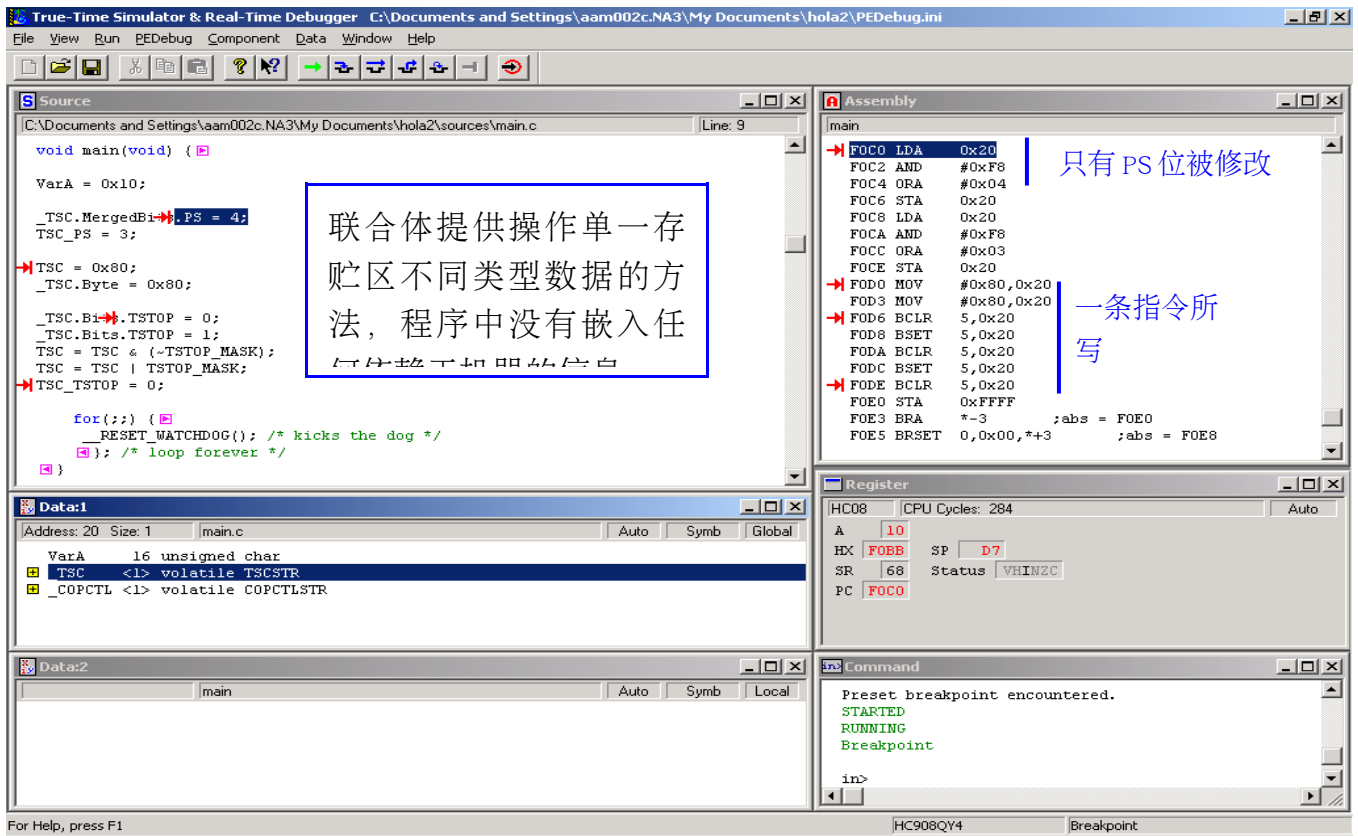 True-Time Simulator & Real-Time Debugger C:\Documents and Settings\aam002c.NA3\My Documents\hola2\PEDebug.ini
File View Run PEDebug Component Data Window Help
Source
C:\Documents and Settings\aam002c.NA3\My Documents\hola2\sources\main.c Line: 9
void main(void) {
VarA = 0x10;
_TSC.MergedBi .PS = 4;
TSC_PS = 3;
TSC = 0x80;
_TSC.Byte = 0x80;
_TSC.Bi .TSTOP = 0;
_TSC.Bits.TSTOP = 1;
TSC = TSC & (~TSTOP_MASK);
TSC = TSC | TSTOP_MASK;
TSC_TSTOP = 0;
for(;;) {
__RESET_WATCHDOG(); /* kicks the dog */
}; /* loop forever */
}
联合体提供操作单一存
贮区不同类型数据的方
法，程序中没有嵌入任
Assembly
main
F0C0 LDA 0x20
F0C2 AND #0xF8
F0C4 ORA #0x04
F0C6 STA 0x20
F0C8 LDA 0x20
F0CA AND #0xF8
F0CC ORA #0x03
F0CE STA 0x20
F0D0 MOV #0x80,0x20
F0D3 MOV #0x80,0x20
F0D6 BCLR 5,0x20
F0D8 BSET 5,0x20
F0DA BCLR 5,0x20
F0DC BSET 5,0x20
F0DE BCLR 5,0x20
F0E0 STA 0xFFFF
F0E3 BRA *-3 ;abs = F0E0
F0E5 BRSET 0,0x00,*+3 ;abs = F0E8
只有 PS 位被修改
一条指令所
写
Data:1
Address: 20 Size: 1 main.c Auto Symb Global
VarA 16 unsigned char
_TSC <1> volatile TSCSTR
_COPCTL <1> volatile COPCTLSTR
Register
HC08 CPU Cycles: 284 Auto
A 10
HX F0BB SP D7
SR 68 Status VHINZC
PC F0C0
Data:2
main Auto Symb Local
Command
Preset breakpoint encountered.
STARTED
RUNNING
Breakpoint
in>
For Help, press F1 HC908QY4 Breakpoint